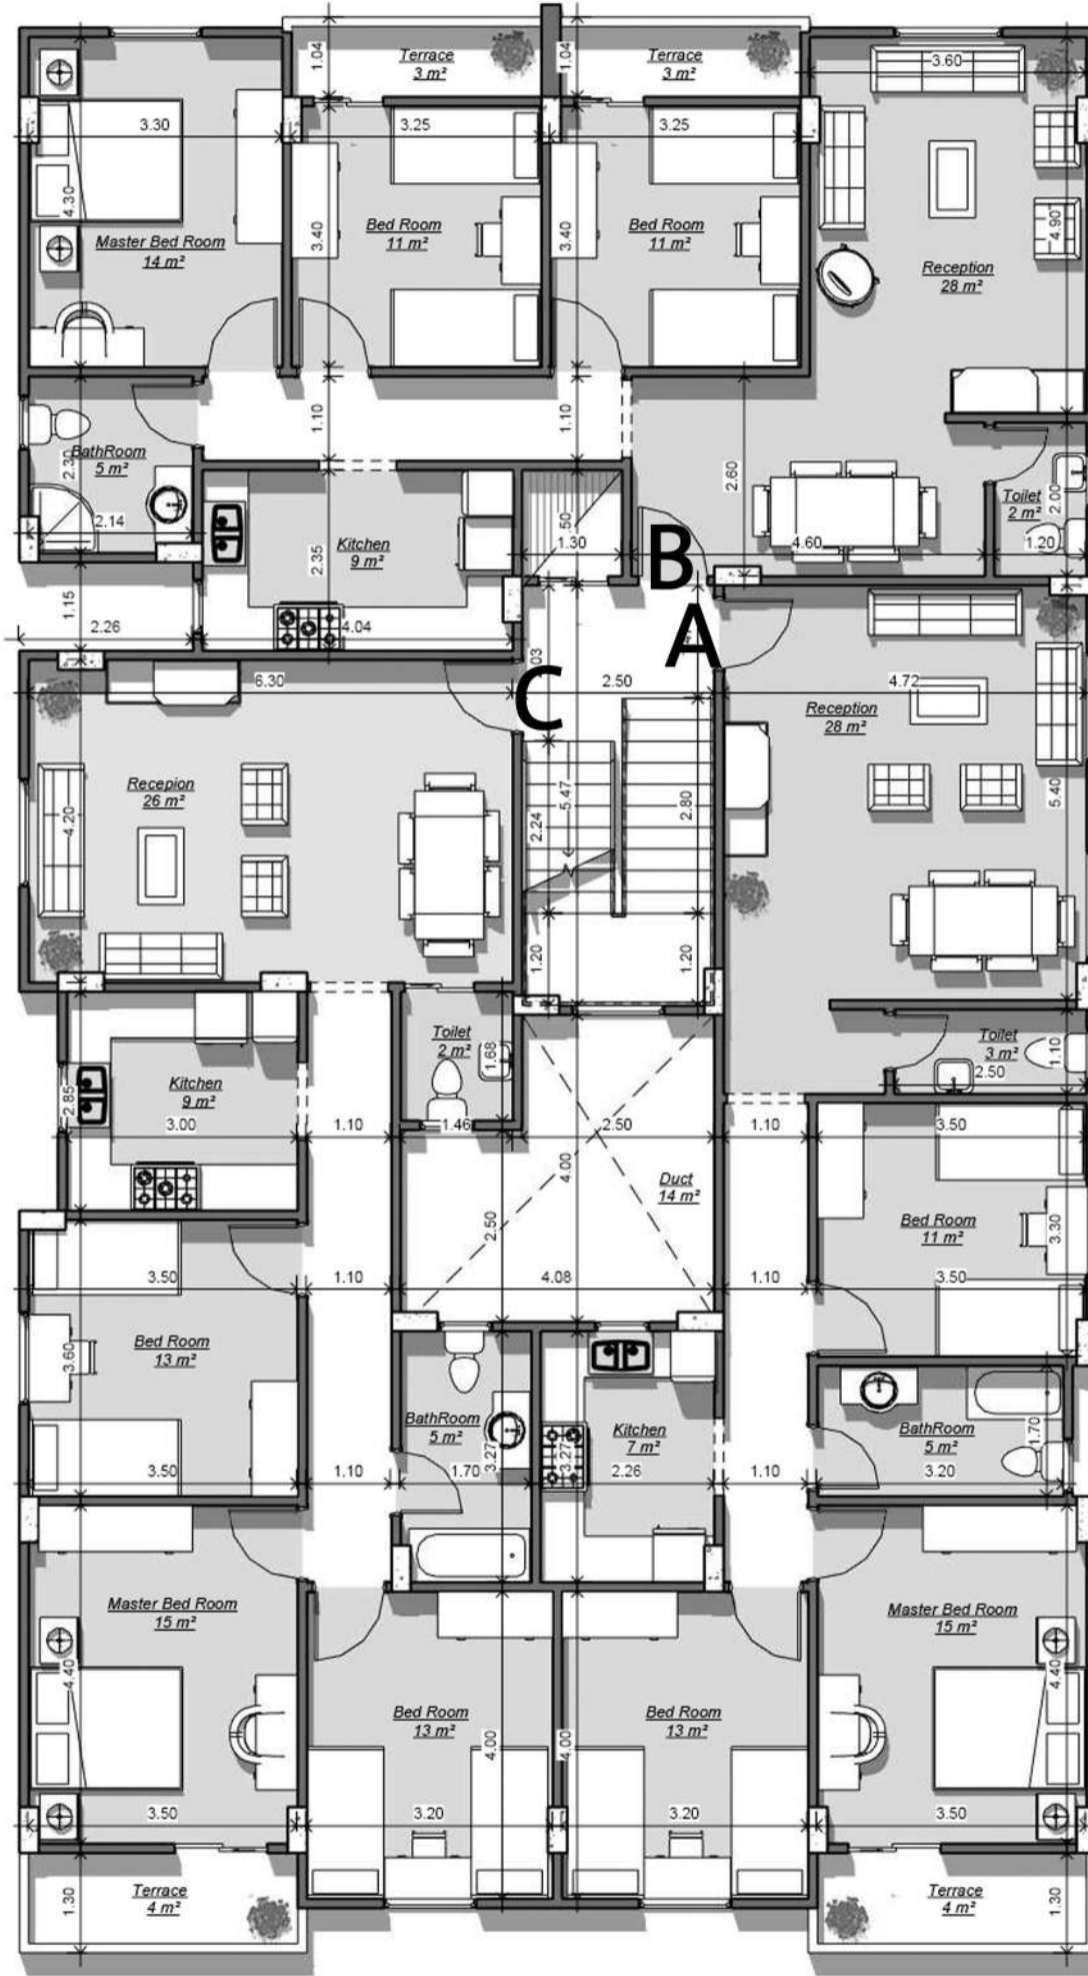 1.04
Terrace
3 m²
1.04
Terrace
3 m²
3.60
3.30
3.25
3.25
4.30
Master Bed Room
14 m²
3.40
Bed Room
11 m²
3.40
Bed Room
11 m²
4.90
Reception
28 m²
1.10
1.10
BathRoom
5 m²
2.30
2.14
2.60
Kitchen
9 m²
2.35
.50
1.30
B
4.60
Toilet
2 m²
2.00
1.20
1.15
2.26
4.04
A
C
.03
6.30
2.50
4.72
Reception
28 m²
Recepion
26 m²
4.20
2.24
5.47
2.80
5.40
1.20
1.20
Toilet
2 m²
1.68
Toilet
3 m²
1.10
2.50
Kitchen
9 m²
2.85
3.00
1.10
1.46
2.50
1.10
3.50
4.00
Duct
14 m²
2.50
Bed Room
11 m²
3.30
3.50
1.10
4.08
1.10
3.50
Bed Room
13 m²
3.60
BathRoom
5 m²
3.27
Kitchen
7 m²
3.27
BathRoom
5 m²
1.70
3.50
1.10
1.70
2.26
1.10
3.20
Master Bed Room
15 m²
4.40
Master Bed Room
15 m²
4.40
Bed Room
13 m²
4.00
4.00
Bed Room
13 m²
3.50
3.20
3.20
3.50
1.30
Terrace
4 m²
Terrace
4 m²
1.30